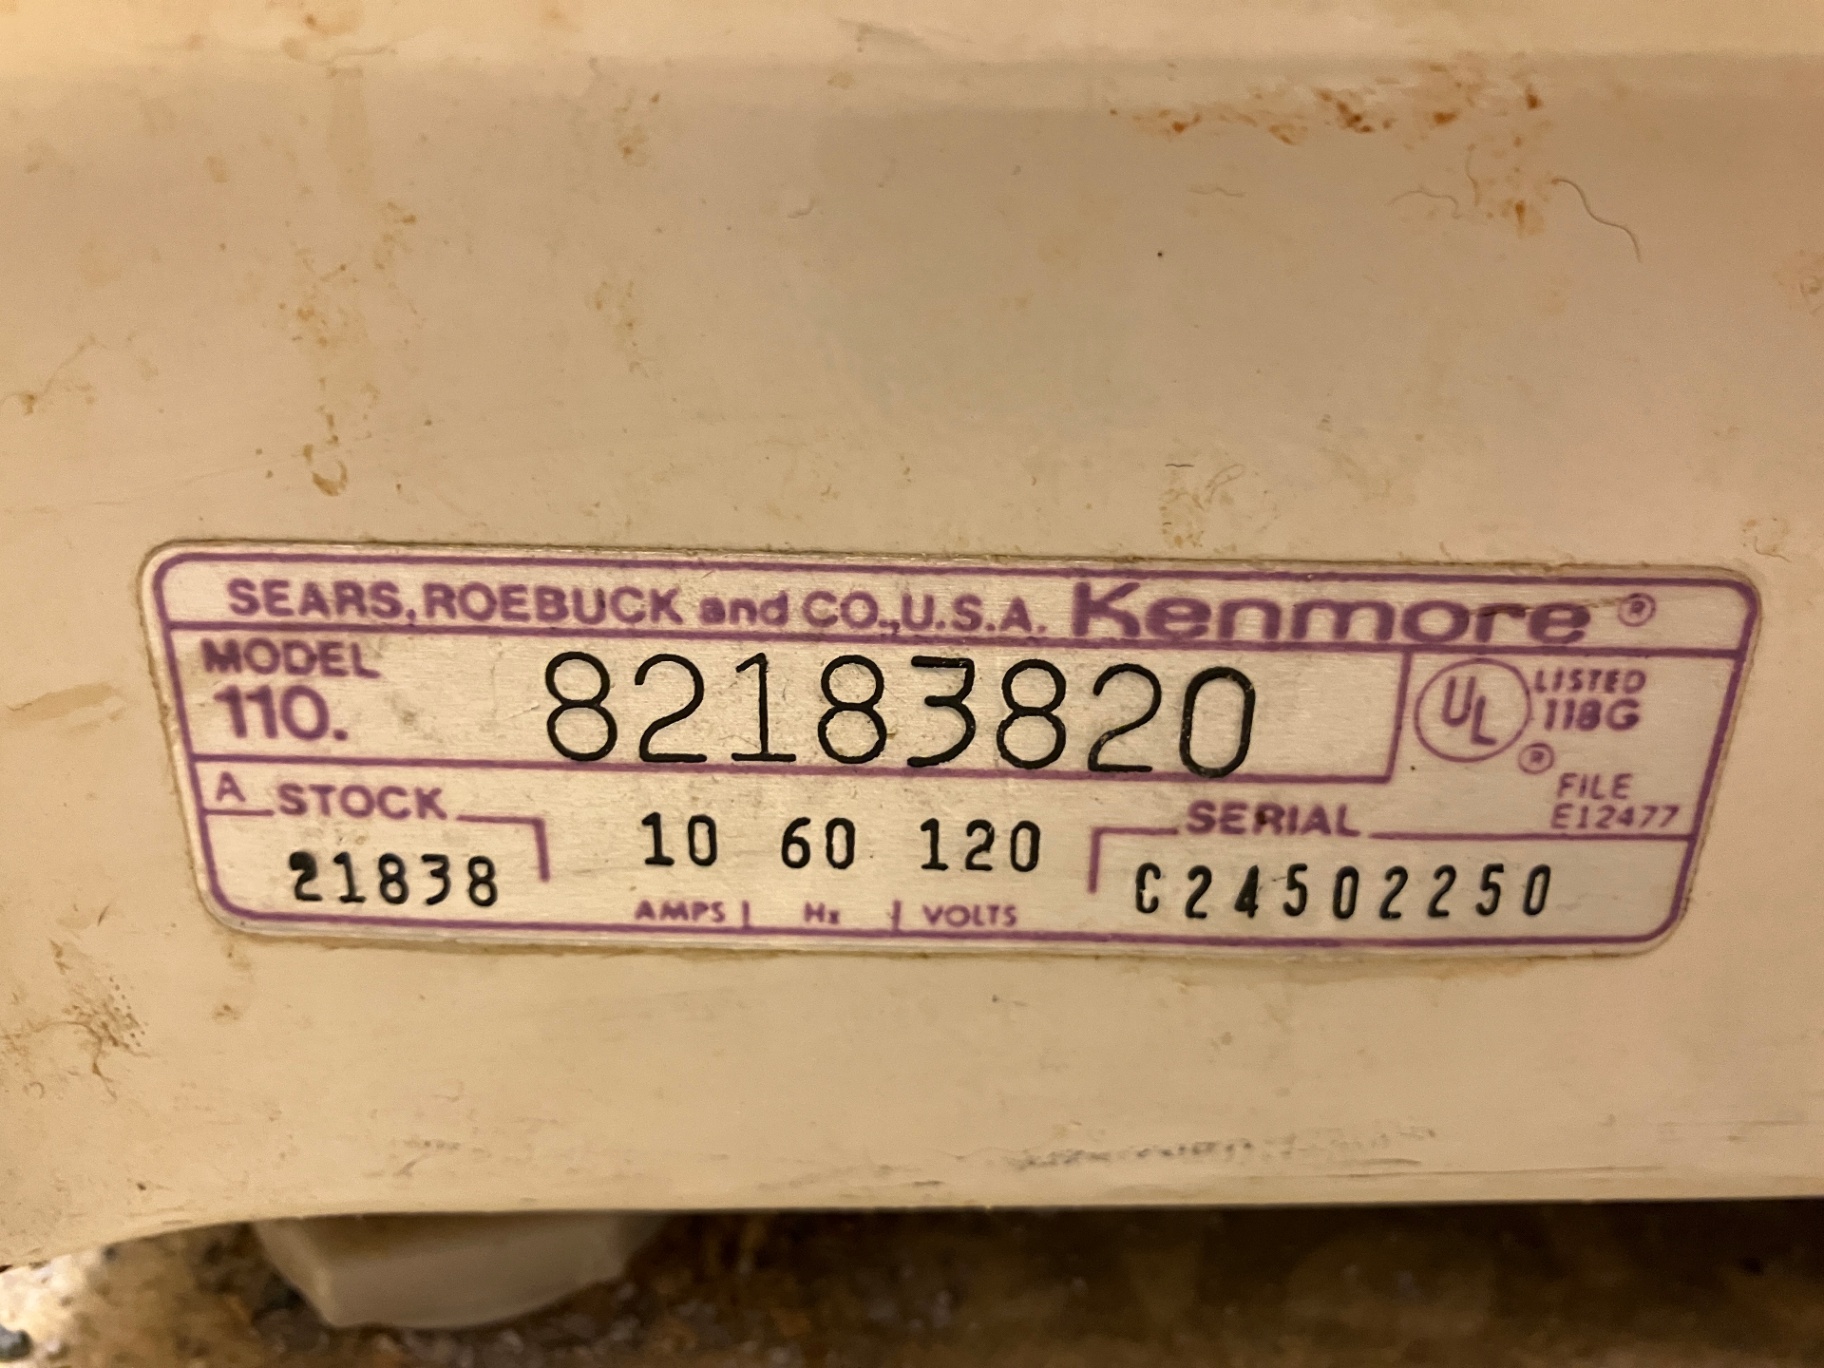 SEARS, ROEBUCK and CO., U.S.A. Kenmore ®
MODEL
110. 82183820
UL ® LISTED
118G
FILE
E12477
A STOCK
21838
10 60 120
AMPS Hz VOLTS
SERIAL
C24502250